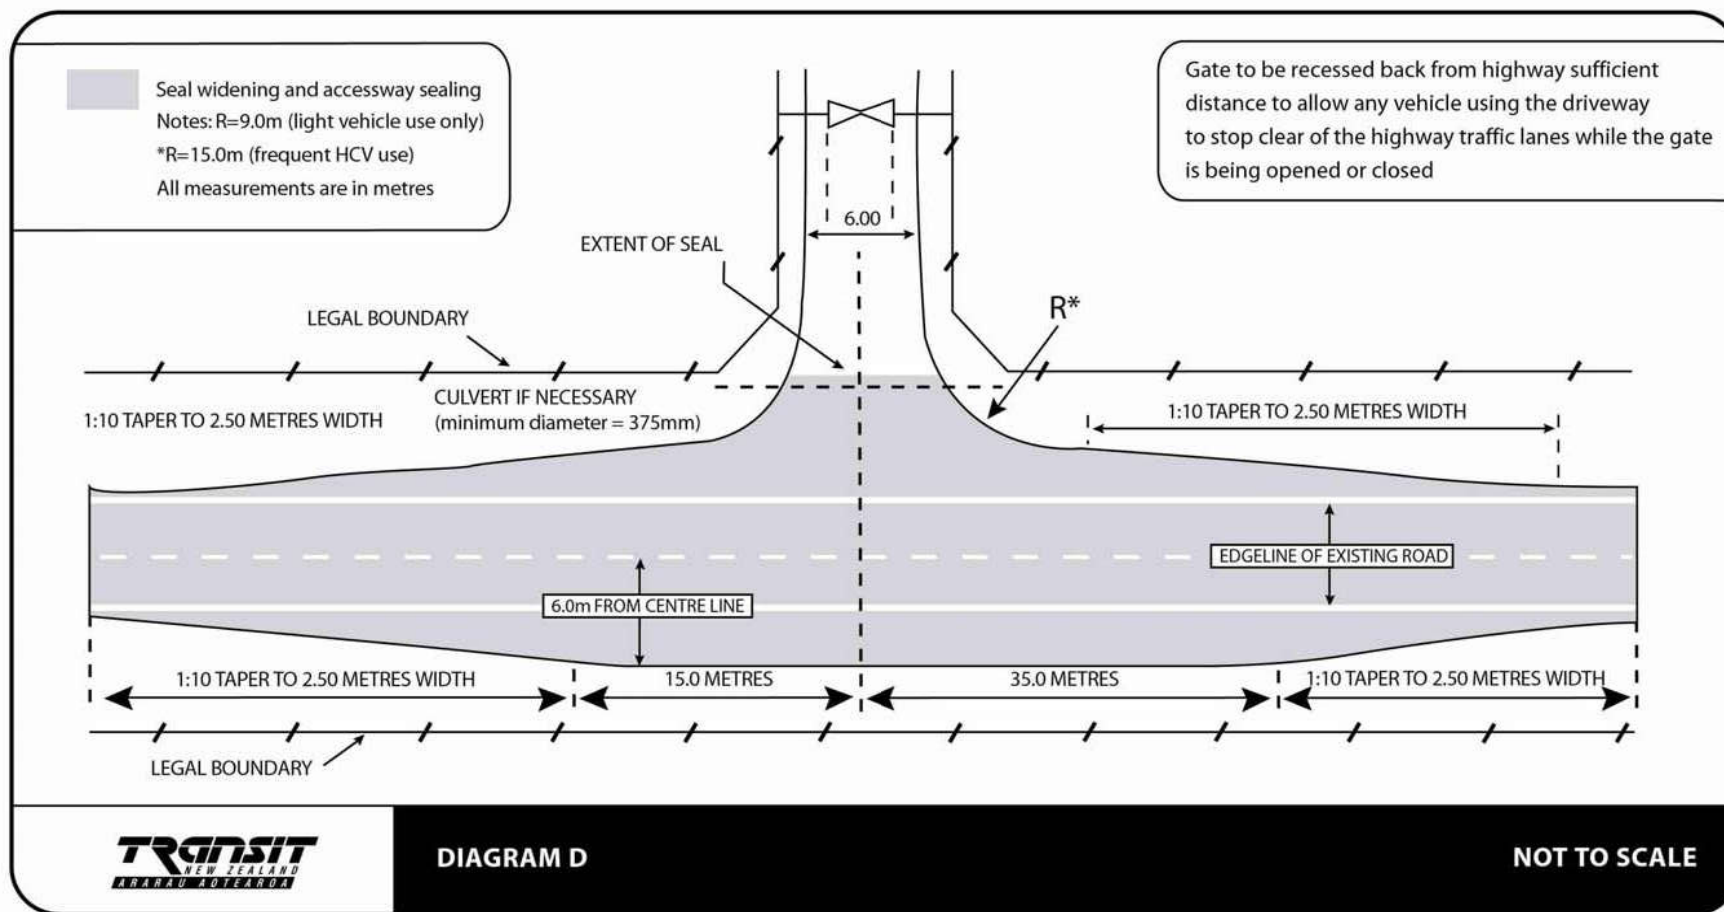 Seal widening and accessway sealing
Notes: R=9.0m (light vehicle use only)
*R=15.0m (frequent HCV use)
All measurements are in metres
Gate to be recessed back from highway sufficient
distance to allow any vehicle using the driveway
to stop clear of the highway traffic lanes while the gate
is being opened or closed
6.00
EXTENT OF SEAL
R*
LEGAL BOUNDARY
CULVERT IF NECESSARY
(minimum diameter = 375mm)
1:10 TAPER TO 2.50 METRES WIDTH
1:10 TAPER TO 2.50 METRES WIDTH
EDGELINE OF EXISTING ROAD
6.0m FROM CENTRE LINE
1:10 TAPER TO 2.50 METRES WIDTH
15.0 METRES
35.0 METRES
1:10 TAPER TO 2.50 METRES WIDTH
LEGAL BOUNDARY
TRANSIT
NEW ZEALAND
ARARAU AOTEAROA
DIAGRAM D
NOT TO SCALE